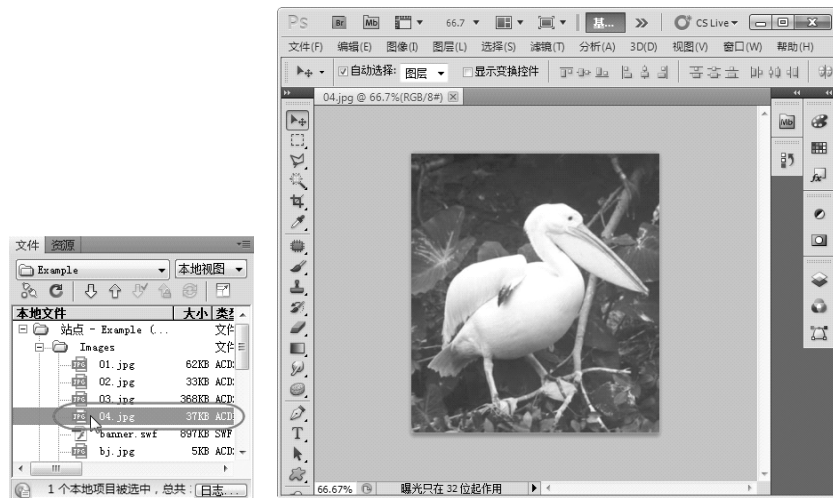 文件 资源
Example 本地视图
本地文件 大小 类型
站点 - Example (... 文件
Images 文件
01.jpg 62KB ACDS
02.jpg 33KB ACDS
03.jpg 368KB ACDS
04.jpg 37KB ACDS
banner.swf 897KB SWF
bj.jpg 5KB ACDS
1 个本地项目被选中，总共： 日志...
Ps Br Mb 66.7 基... CS Live
文件(F) 编辑(E) 图像(I) 图层(L) 选择(S) 滤镜(T) 分析(A) 3D(D) 视图(V) 窗口(W) 帮助(H)
自动选择： 图层 显示变换控件
04.jpg @ 66.7%(RGB/8#)
Mb
66.67% 曝光只在 32 位起作用